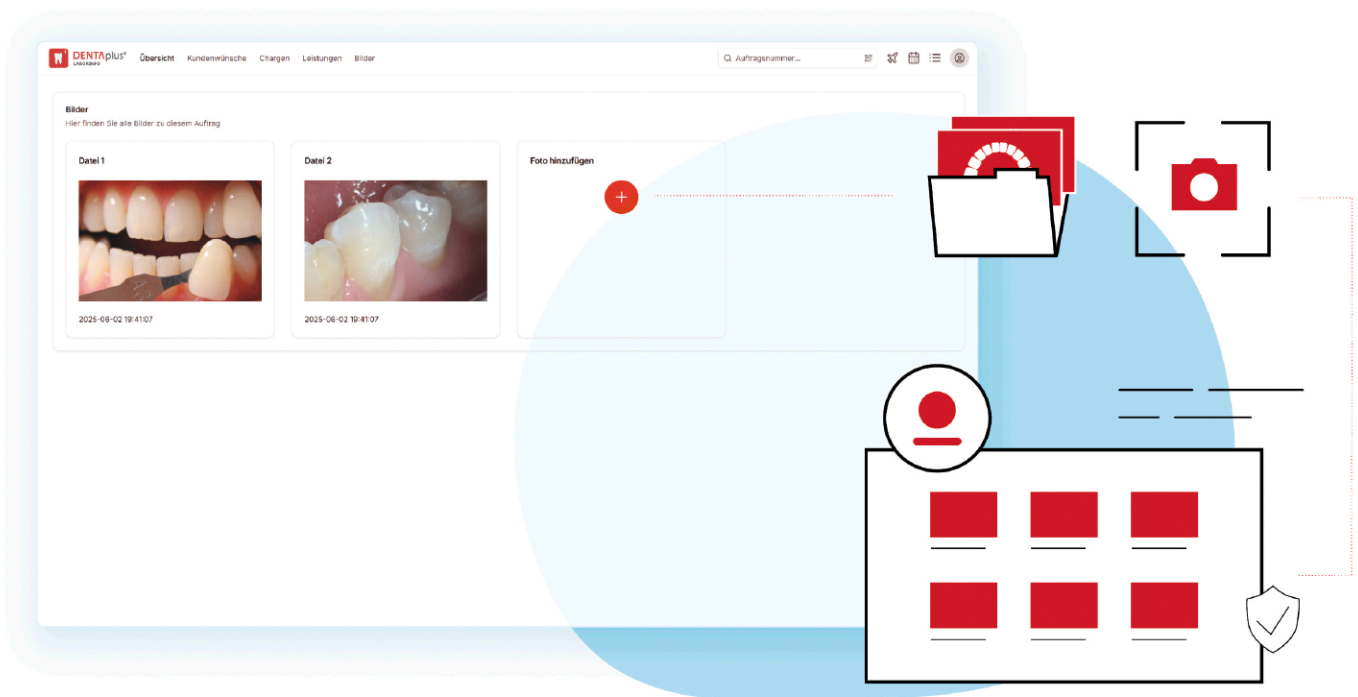 DENTAplus®
LABORINFO
Übersicht Kundenwünsche Chargen Leistungen Bilder
Auftragsnummer...
Bilder
Hier finden Sie alle Bilder zu diesem Auftrag
Datei 1
Datei 2
Foto hinzufügen
2025-06-02 19:41:07
2025-06-02 19:41:07